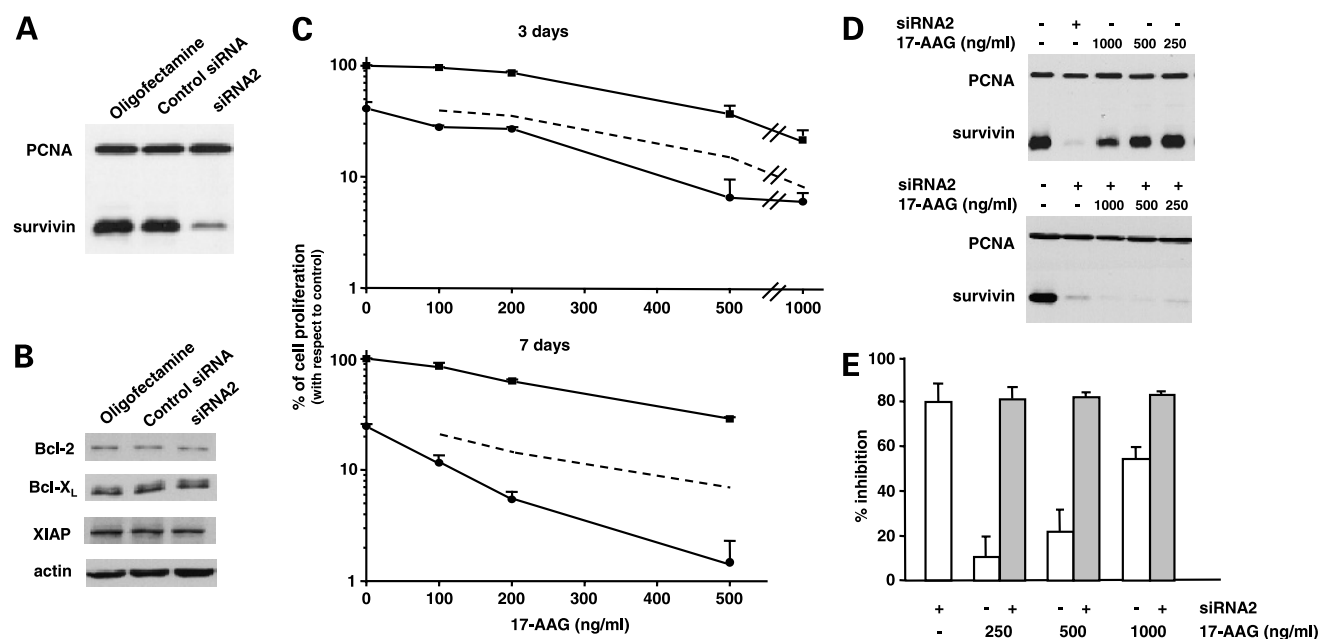 A
Oligofectamine
Control siRNA
siRNA2
PCNA
survivin
B
Oligofectamine
Control siRNA
siRNA2
Bcl-2
Bcl-XL
XIAP
actin
C
3 days
100
10
1
0 100 200 300 400 500 1000
7 days
100
10
1
0 100 200 300 400 500
% of cell proliferation
(with respect to control)
17-AAG (ng/ml)
D
siRNA2 - + - - -
17-AAG (ng/ml) - - 1000 500 250
PCNA
survivin
siRNA2 - + + + +
17-AAG (ng/ml) - - 1000 500 250
PCNA
survivin
E
% inhibition
100
80
60
40
20
0
+ - + - + - + siRNA2
- 250 500 1000 17-AAG (ng/ml)